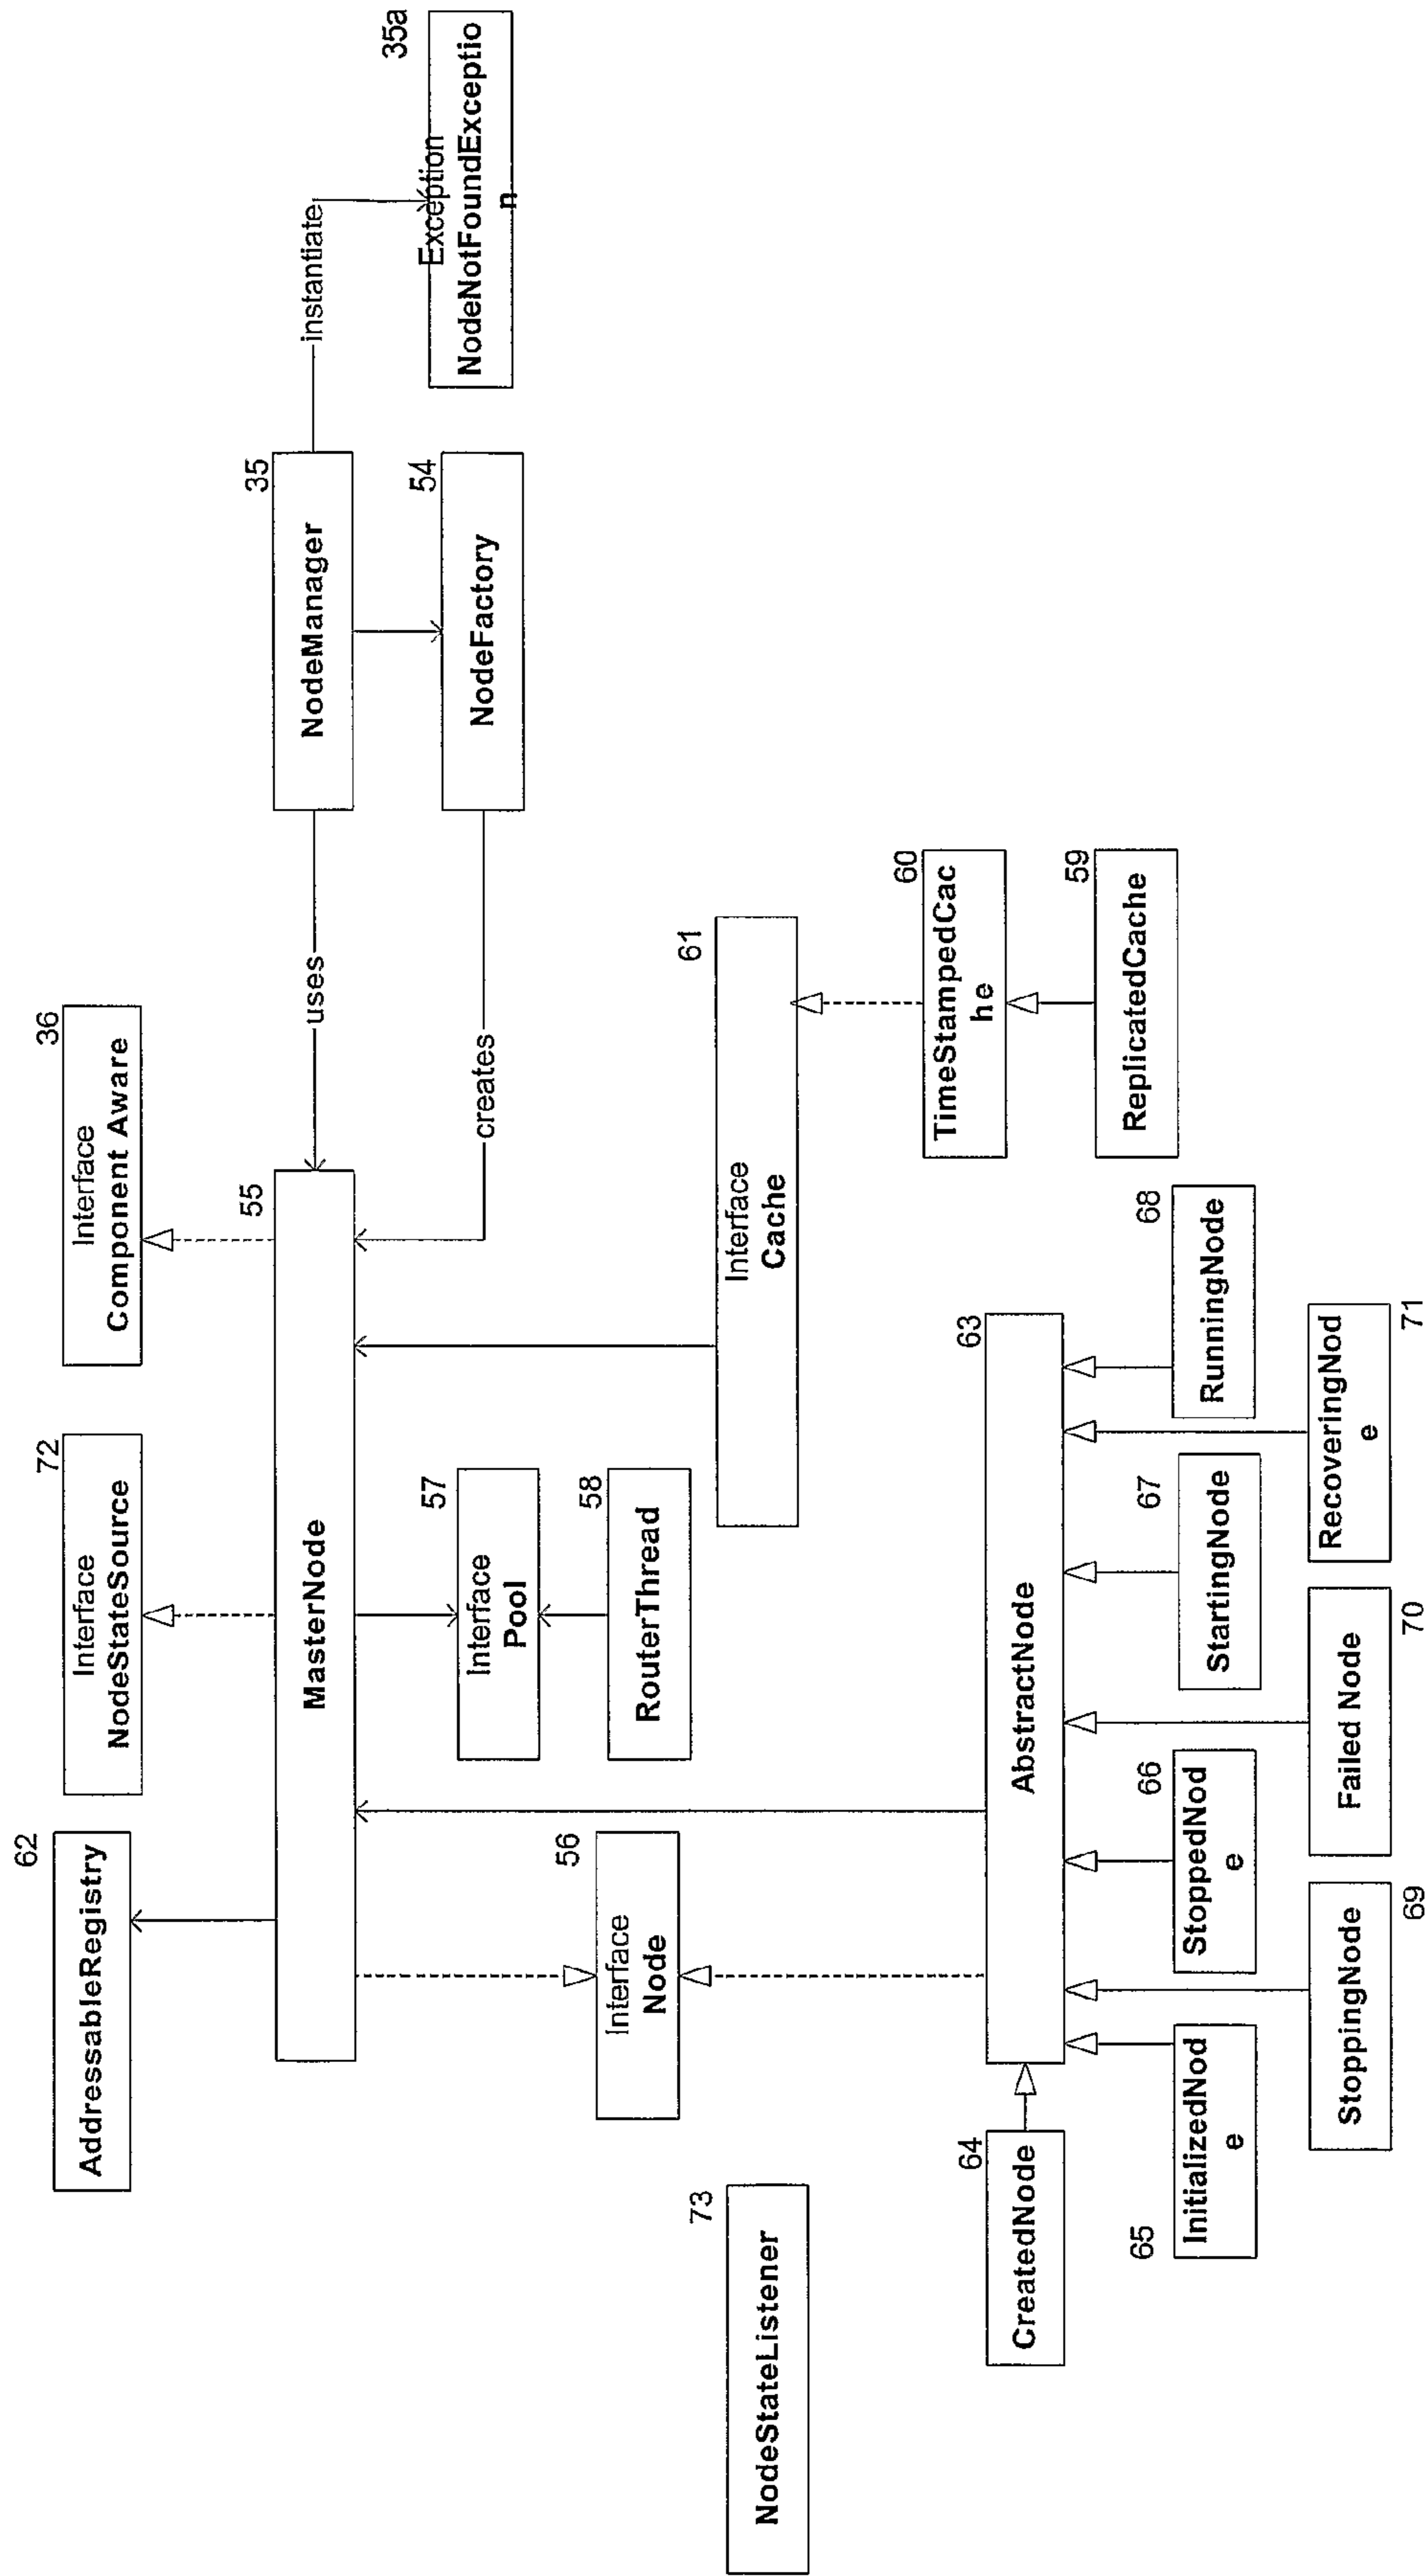 62
AddressableRegistry
72
Interface
NodeStateSource
36
Interface
Component Aware
55
MasterNode
uses
35
NodeManager
instantiate
35a
Exception
NodeNotFoundExceptio
n
54
NodeFactory
creates
57
Interface
Pool
58
RouterThread
56
Interface
Node
61
Interface
Cache
60
TimeStampedCac
he
59
ReplicatedCache
73
NodeStateListener
63
AbstractNode
64
CreatedNode
65
InitializedNod
e
66
StoppedNod
e
67
StartingNode
68
RunningNode
69
StoppingNode
70
Failed Node
71
RecoveringNod
e